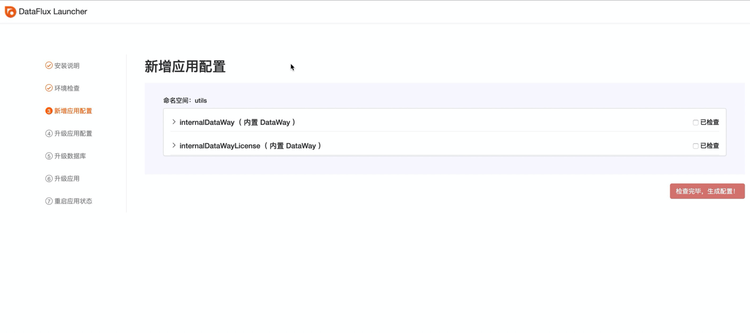 DataFlux Launcher
安装说明
环境检查
3 新增应用配置
4 升级应用配置
5 升级数据库
6 升级应用
7 重启应用状态
新增应用配置
命名空间：utils
internalDataWay（ 内置 DataWay ） 已检查
internalDataWayLicense（ 内置 DataWay ） 已检查
检查完毕，生成配置！